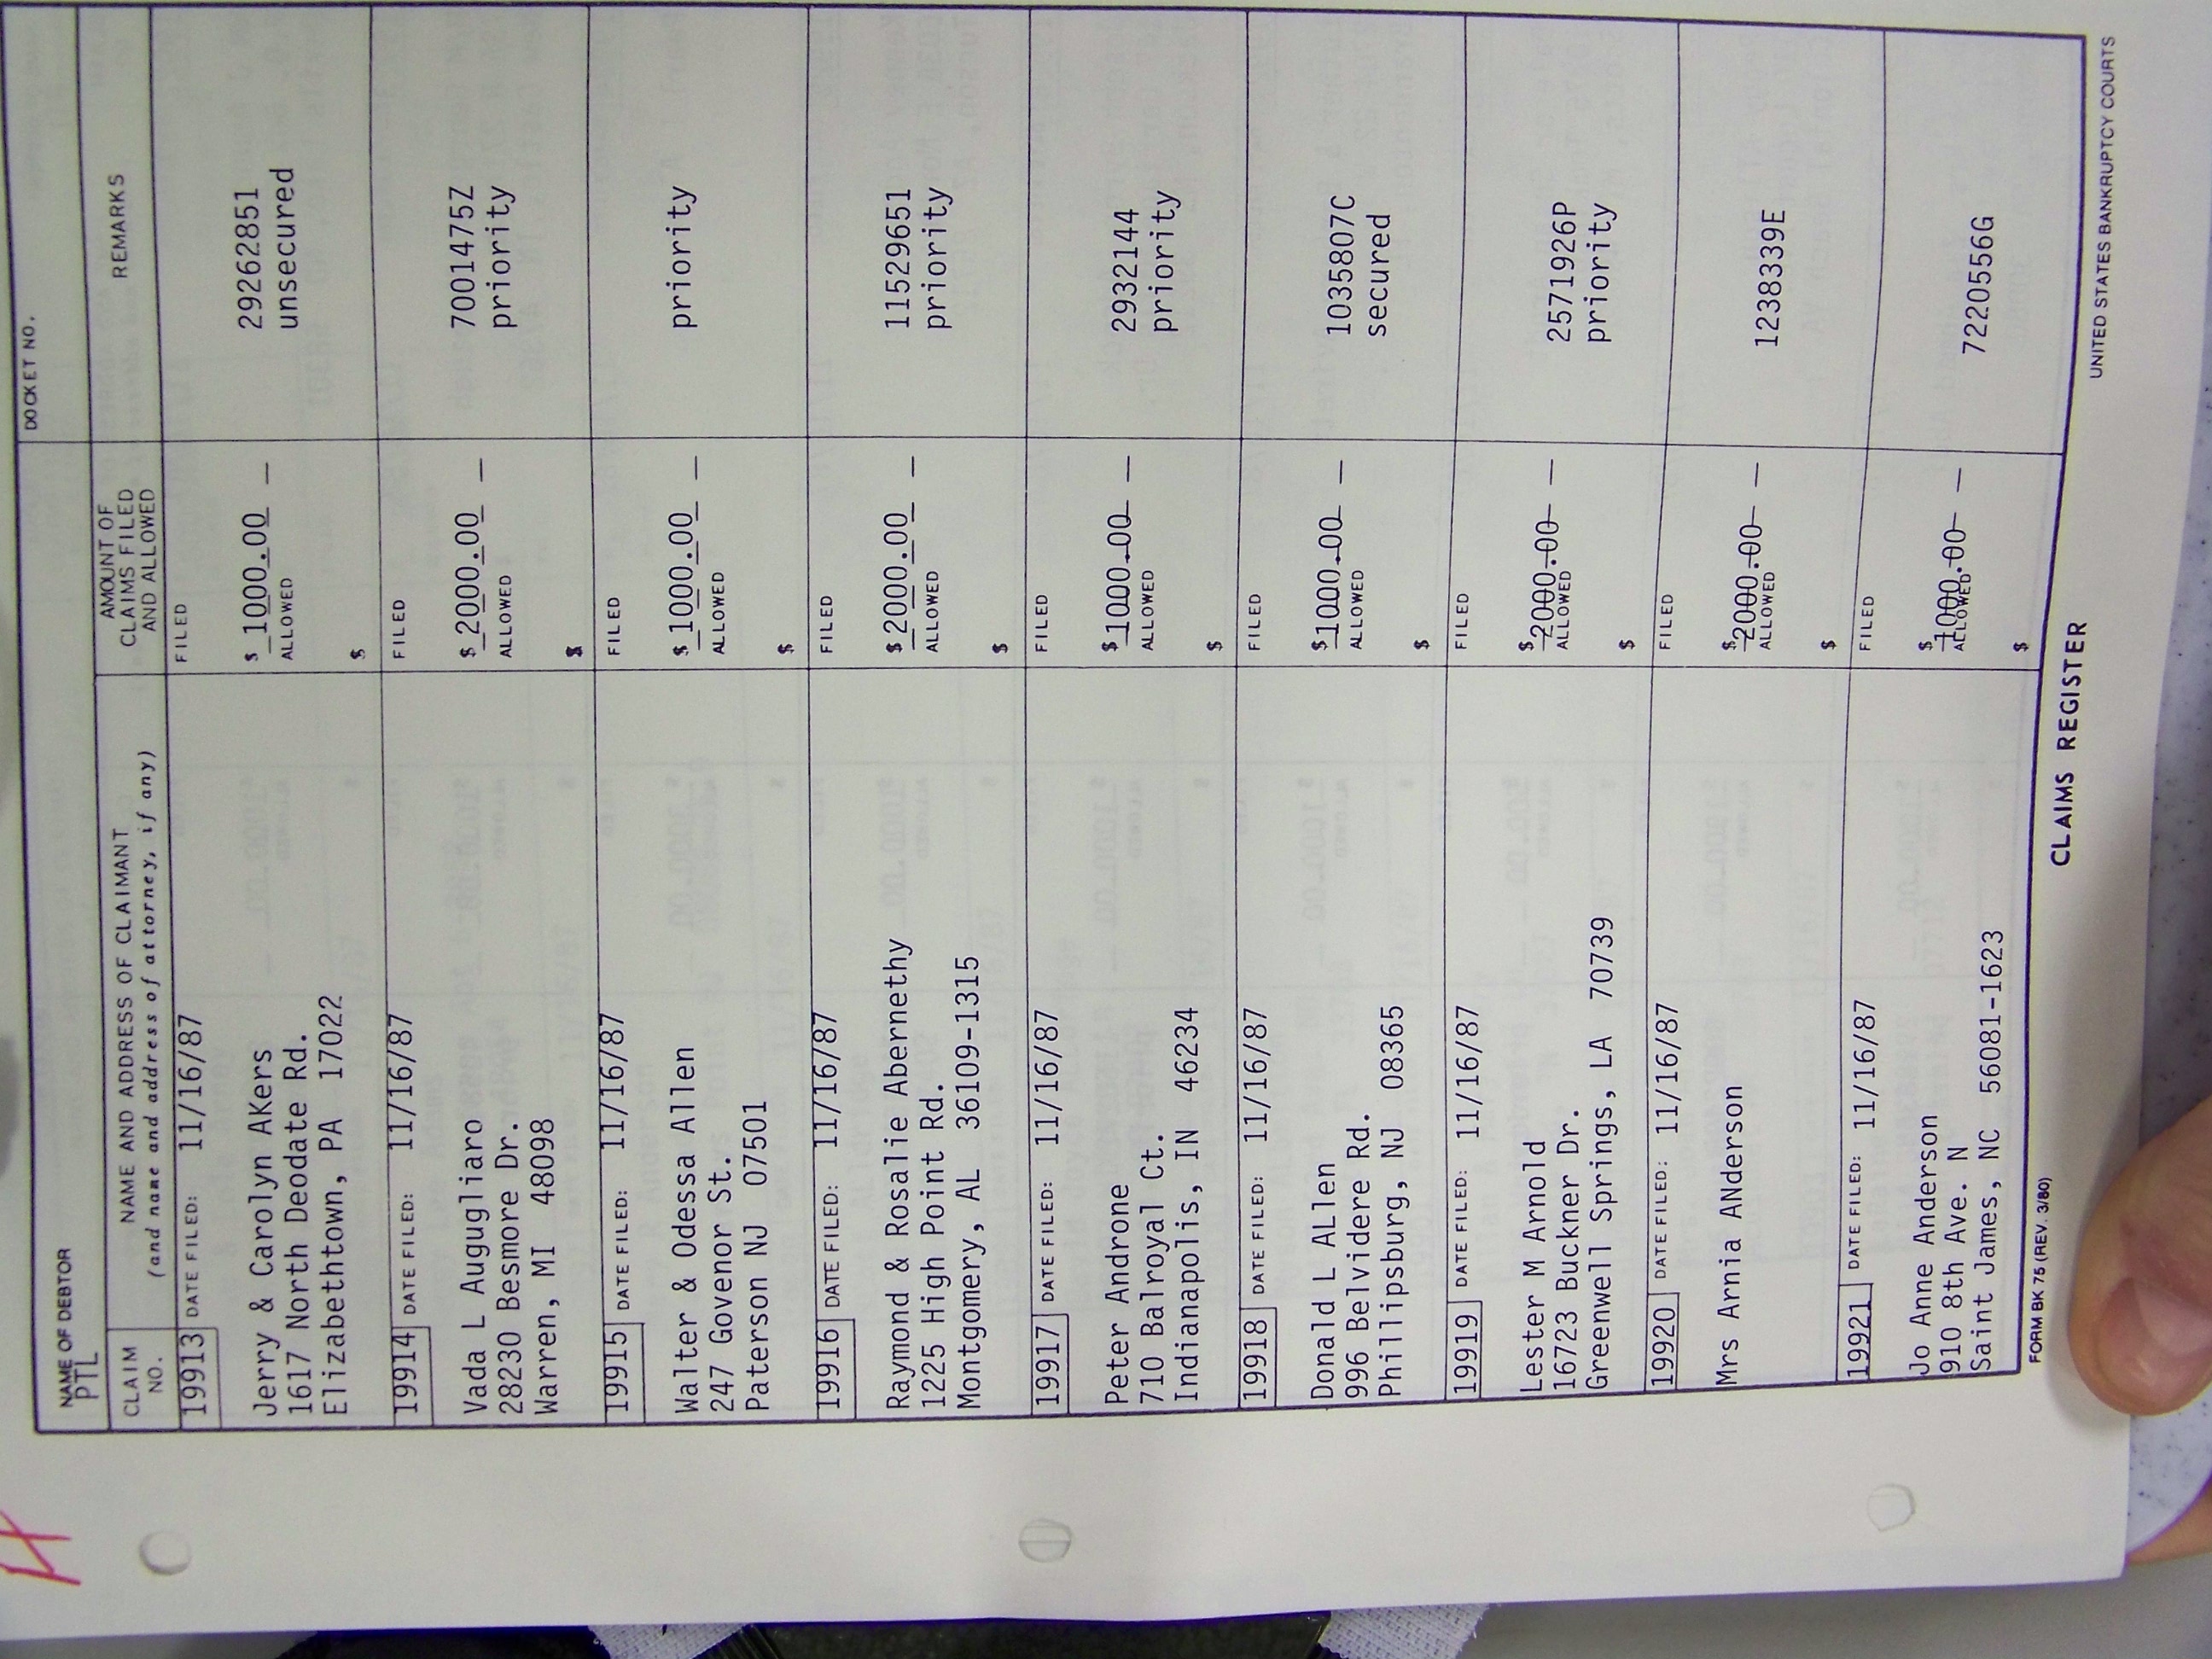 NAME OF DEBTOR
PTL
DOCKET NO.
CLAIM NO.
NAME AND ADDRESS OF CLAIMANT
(and name and address of attorney, if any)
AMOUNT OF CLAIMS FILED AND ALLOWED
REMARKS
19913 DATE FILED: 11/16/87
FILED
Jerry & Carolyn AKers
1617 North Deodate Rd.
Elizabethtown, PA 17022
$ 1000.00
ALLOWED
$
29262851
unsecured
19914 DATE FILED: 11/16/87
FILED
Vada L Augugliaro
28230 Besmore Dr.
Warren, MI 48098
$ 2000.00
ALLOWED
$
7001475Z
priority
19915 DATE FILED: 11/16/87
FILED
Walter & Odessa Allen
247 Govenor St.
Paterson NJ 07501
$ 1000.00
ALLOWED
$
priority
19916 DATE FILED: 11/16/87
FILED
Raymond & Rosalie Abernethy
1225 High Point Rd.
Montgomery, AL 36109-1315
$ 2000.00
ALLOWED
$
11529651
priority
19917 DATE FILED: 11/16/87
FILED
Peter Androne
710 Balroyal Ct.
Indianapolis, IN 46234
$ 1000.00
ALLOWED
$
2932144
priority
19918 DATE FILED: 11/16/87
FILED
Donald L ALlen
996 Belvidere Rd.
Phillipsburg, NJ 08365
$ 1000.00
ALLOWED
$
1035807C
secured
19919 DATE FILED: 11/16/87
FILED
Lester M Arnold
16723 Buckner Dr.
Greenwell Springs, LA 70739
$ 2000.00
ALLOWED
$
2571926P
priority
19920 DATE FILED: 11/16/87
FILED
Mrs Arnia ANderson
$ 2000.00
ALLOWED
$
1238339E
19921 DATE FILED: 11/16/87
FILED
Jo Anne Anderson
910 8th Ave. N
Saint James, NC 56081-1623
$ 1000.00
ALLOWED
$
7220556G
FORM BK 75 (REV. 3/80)
CLAIMS REGISTER
UNITED STATES BANKRUPTCY COURTS